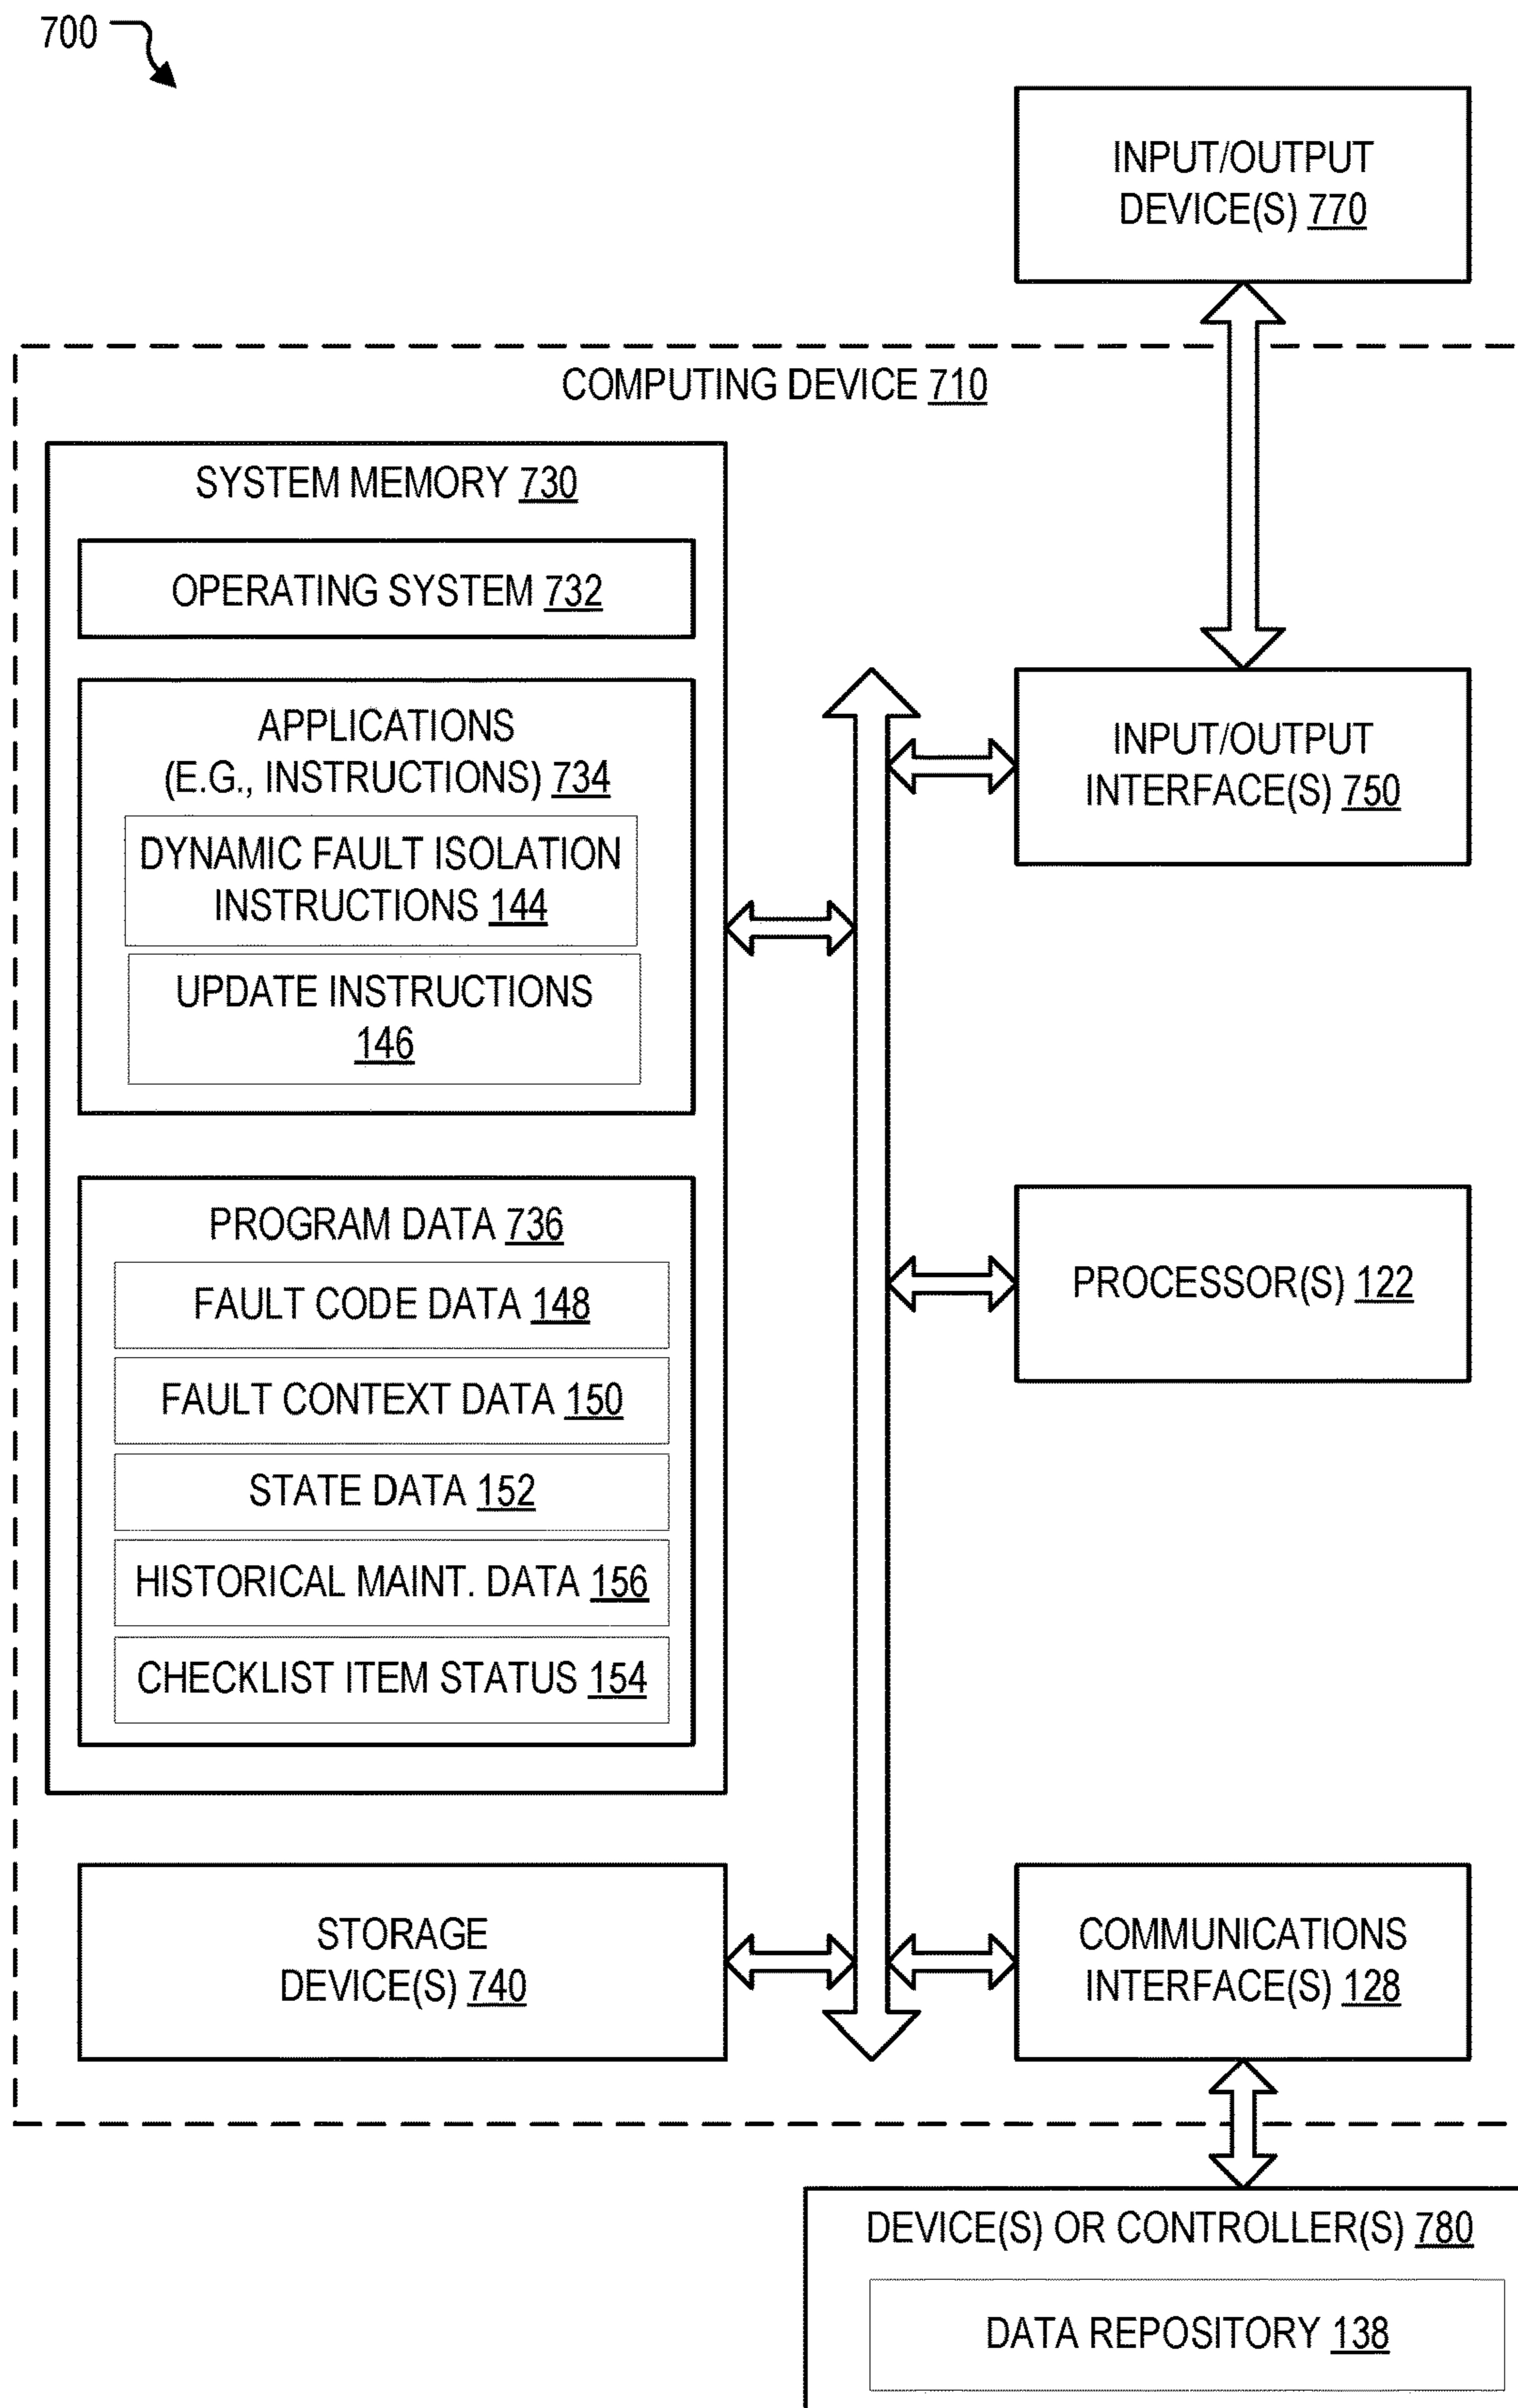 700
INPUT/OUTPUT
DEVICE(S) 770
COMPUTING DEVICE 710
SYSTEM MEMORY 730
OPERATING SYSTEM 732
APPLICATIONS
(E.G., INSTRUCTIONS) 734
DYNAMIC FAULT ISOLATION
INSTRUCTIONS 144
UPDATE INSTRUCTIONS
146
PROGRAM DATA 736
FAULT CODE DATA 148
FAULT CONTEXT DATA 150
STATE DATA 152
HISTORICAL MAINT. DATA 156
CHECKLIST ITEM STATUS 154
STORAGE
DEVICE(S) 740
INPUT/OUTPUT
INTERFACE(S) 750
PROCESSOR(S) 122
COMMUNICATIONS
INTERFACE(S) 128
DEVICE(S) OR CONTROLLER(S) 780
DATA REPOSITORY 138